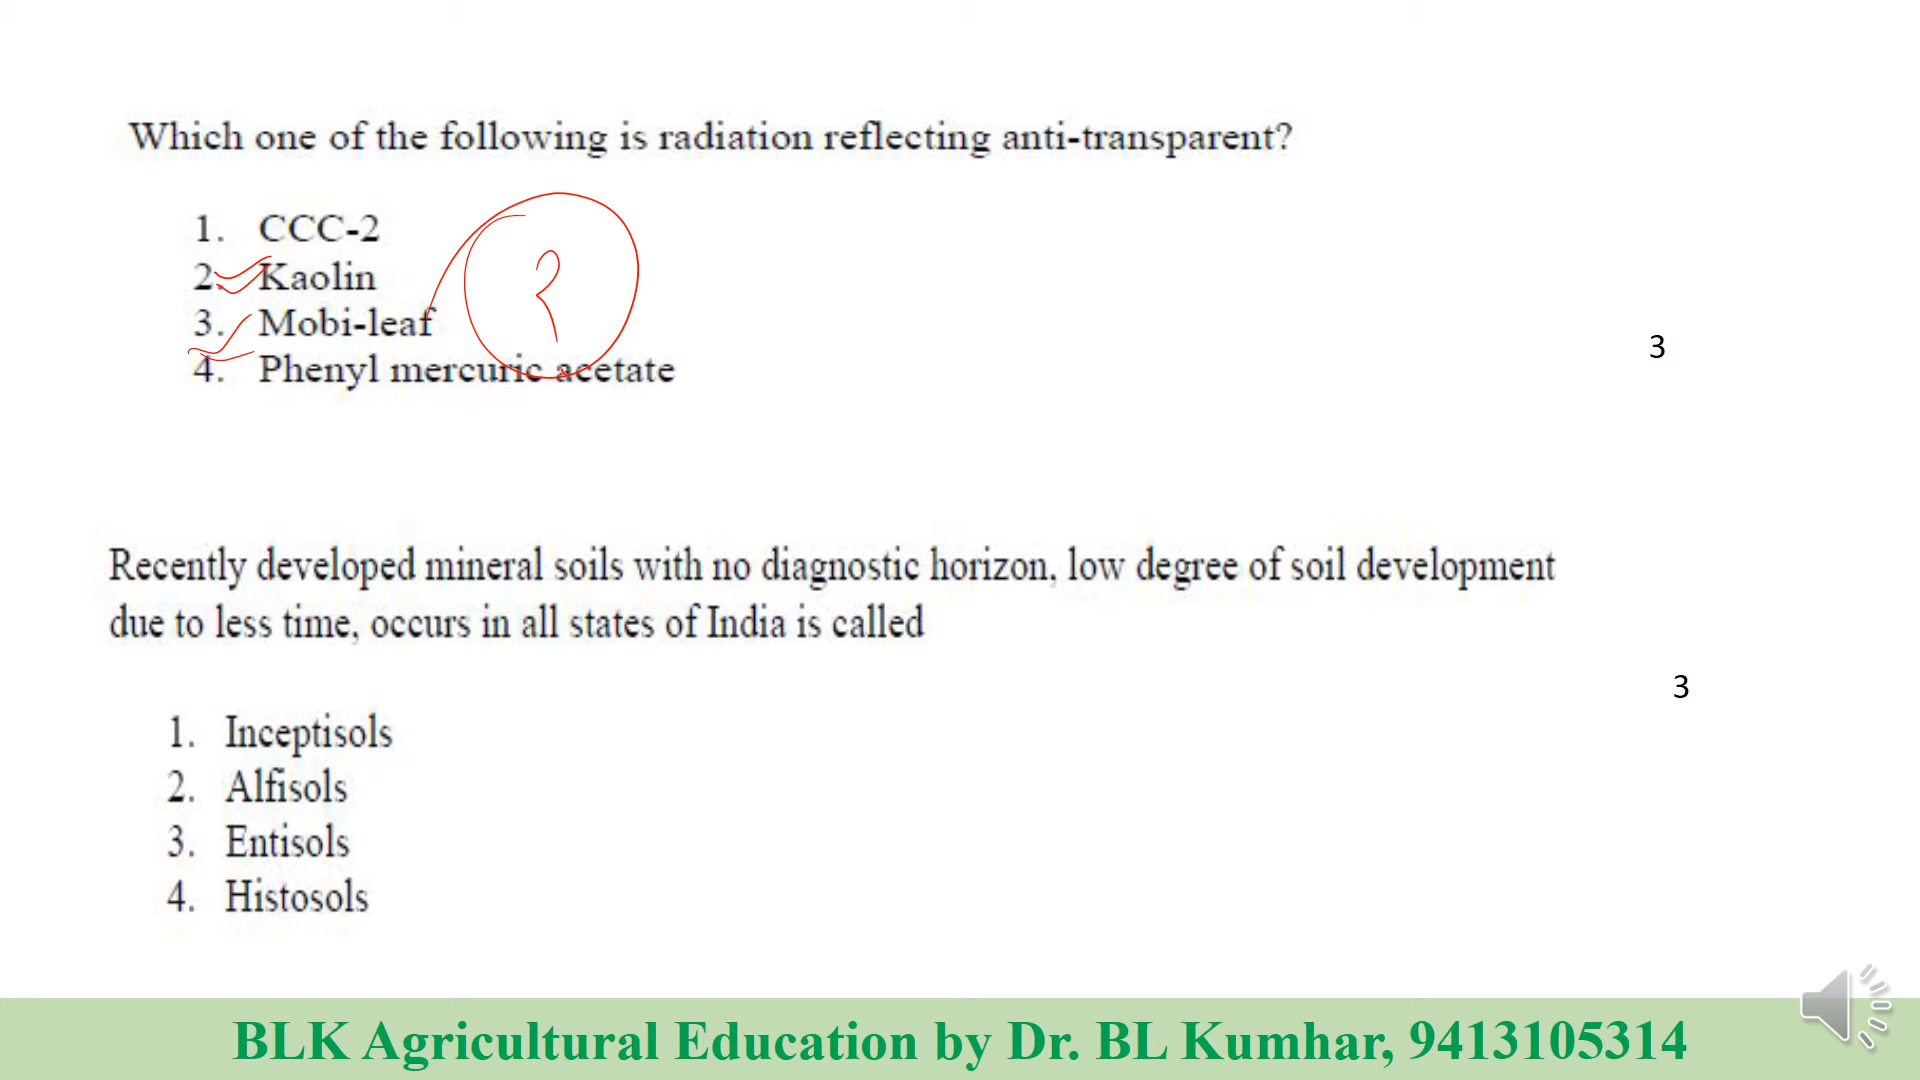 Which one of the following is radiation reflecting anti-transparent?
1. CCC-2
2. Kaolin
3. Mobi-leaf
4. Phenyl mercuric acetate
२
3
Recently developed mineral soils with no diagnostic horizon, low degree of soil development
due to less time, occurs in all states of India is called
3
1. Inceptisols
2. Alfisols
3. Entisols
4. Histosols
BLK Agricultural Education by Dr. BL Kumhar, 9413105314